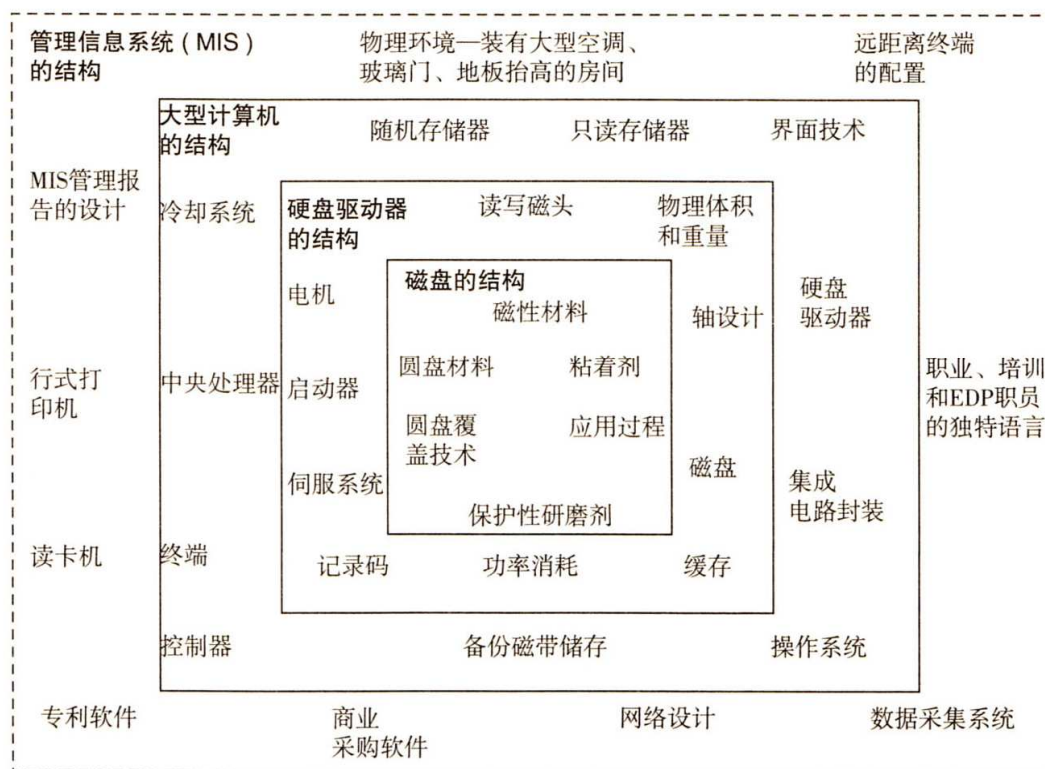 管理信息系统（MIS）
的结构
物理环境—装有大型空调、
玻璃门、地板抬高的房间
远距离终端
的配置
大型计算机
的结构
随机存储器
只读存储器
界面技术
MIS管理报
告的设计
冷却系统
硬盘驱动器
的结构
读写磁头
物理体积
和重量
磁盘的结构
电机
磁性材料
轴设计
硬盘
驱动器
行式打
印机
中央处理器
启动器
圆盘材料
粘着剂
职业、培训
和EDP职员
的独特语言
圆盘覆
盖技术
应用过程
伺服系统
磁盘
集成
电路封装
保护性研磨剂
读卡机
终端
记录码
功率消耗
缓存
控制器
备份磁带储存
操作系统
专利软件
商业
采购软件
网络设计
数据采集系统